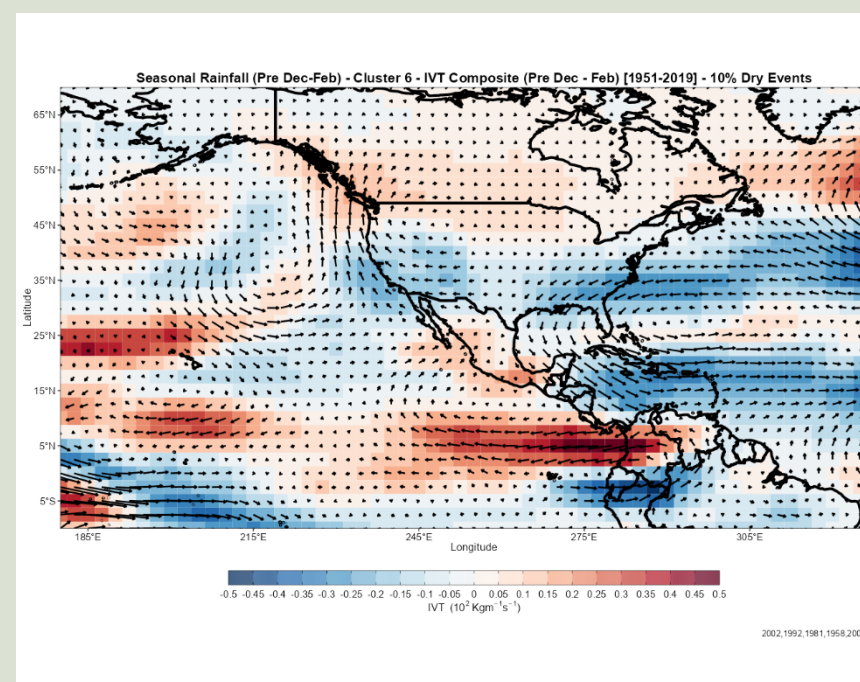 Seasonal Rainfall (Pre Dec-Feb) - Cluster 6 - IVT Composite (Pre Dec - Feb) [1951-2019] - 10% Dry Events
65°N
55°N
45°N
35°N
25°N
15°N
5°N
5°S
Latitude
185°E 215°E 245°E 275°E 305°E
Longitude
-0.5 -0.45 -0.4 -0.35 -0.3 -0.25 -0.2 -0.15 -0.1 -0.05 0 0.05 0.1 0.15 0.2 0.25 0.3 0.35 0.4 0.45 0.5
IVT (10² Kgm⁻¹s⁻¹)
2002,1992,1981,1958,200